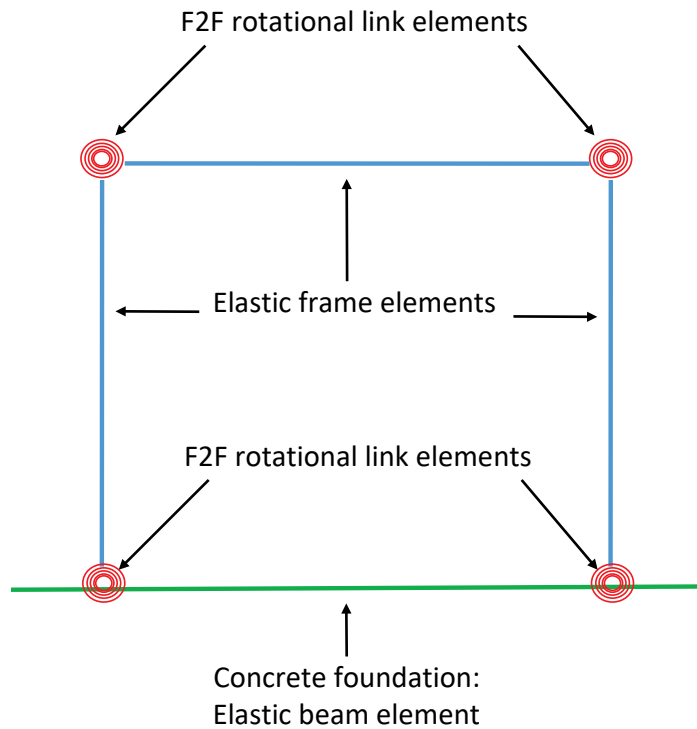 F2F rotational link elements
Elastic frame elements
F2F rotational link elements
Concrete foundation:
Elastic beam element